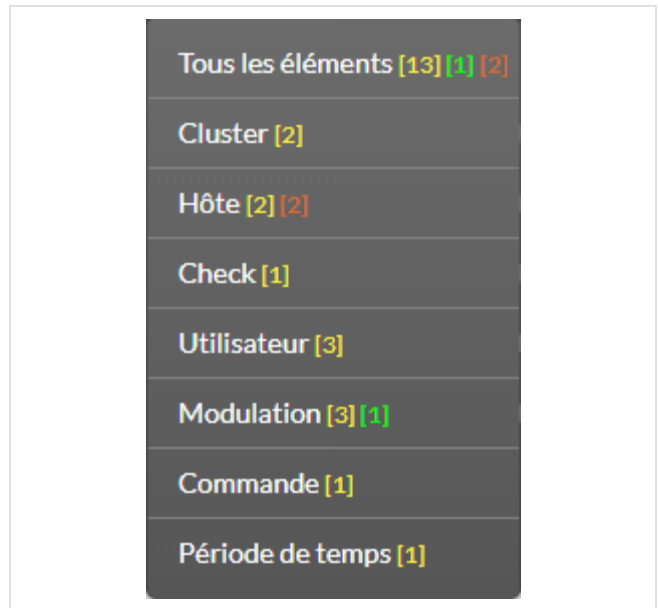 Tous les éléments [13] [1] [2]
Cluster [2]
Hôte [2] [2]
Check [1]
Utilisateur [3]
Modulation [3] [1]
Commande [1]
Période de temps [1]